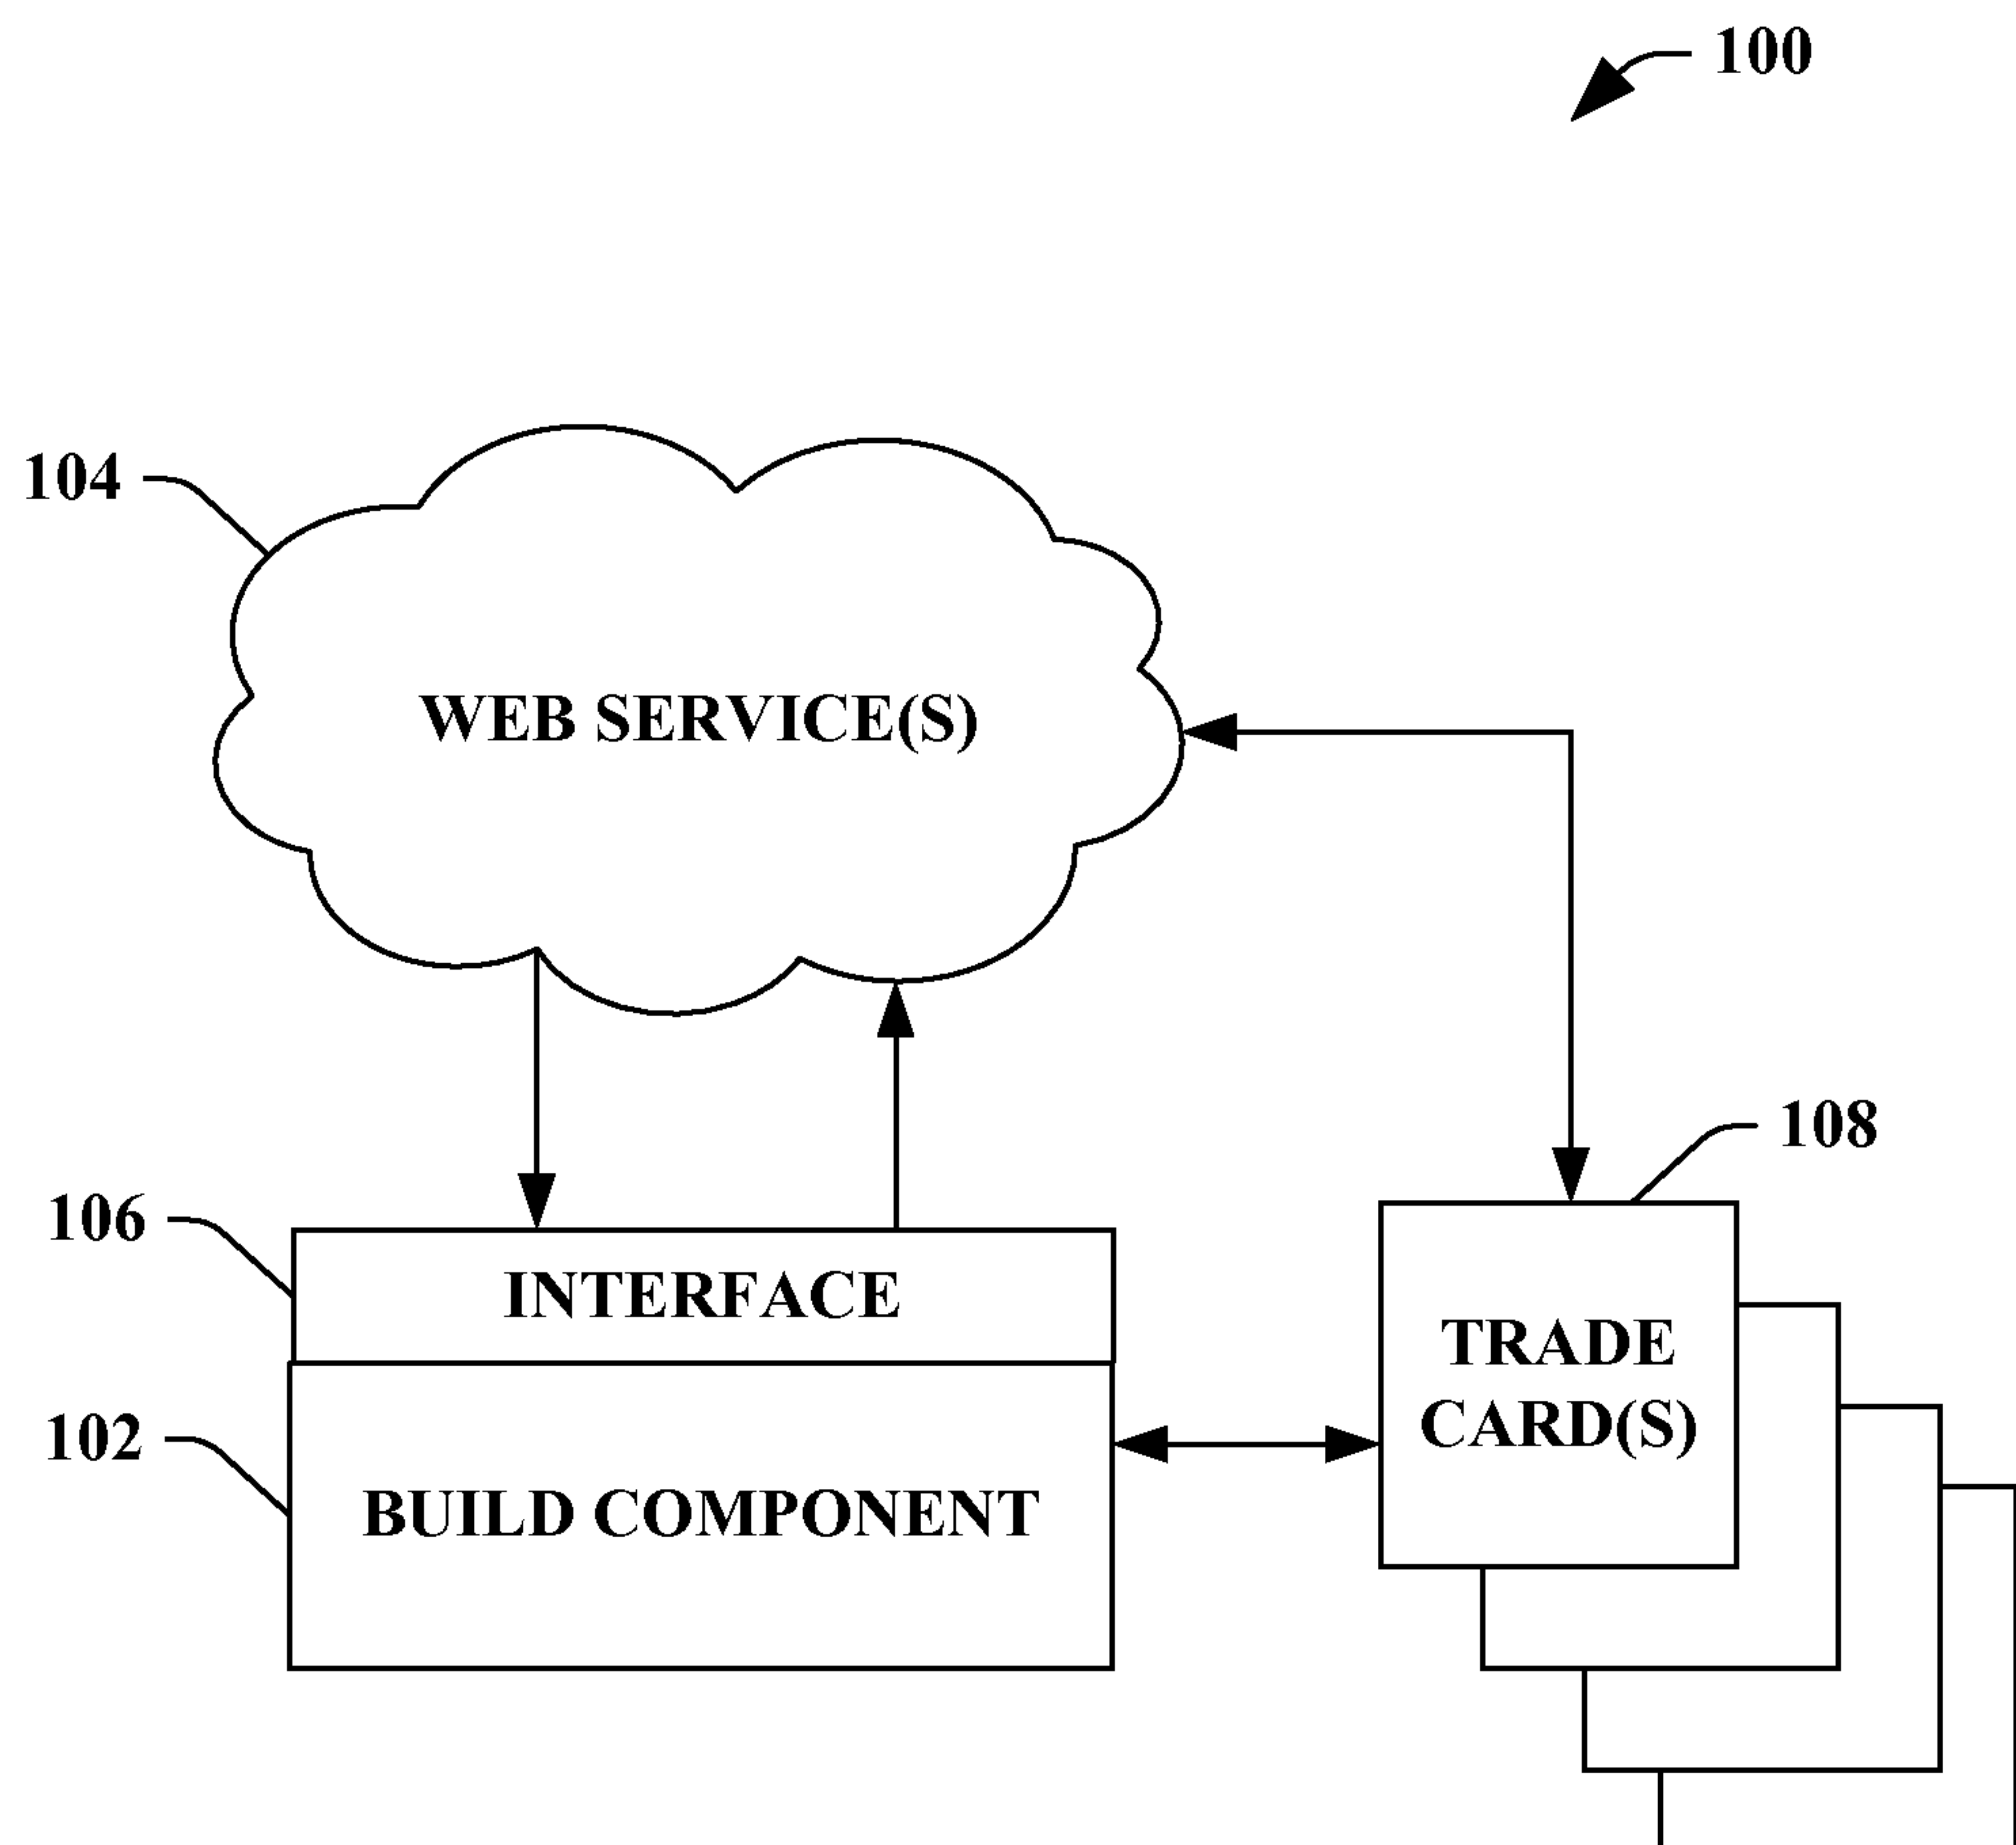 100
104
WEB SERVICE(S)
108
106
INTERFACE
TRADE
CARD(S)
102
BUILD COMPONENT